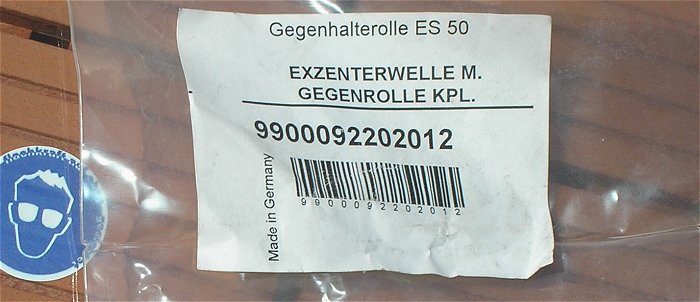 Gegenhalterolle ES 50
EXZENTERWELLE M.
GEGENROLLE KPL.
9900092202012
Made in Germany
9900092202012